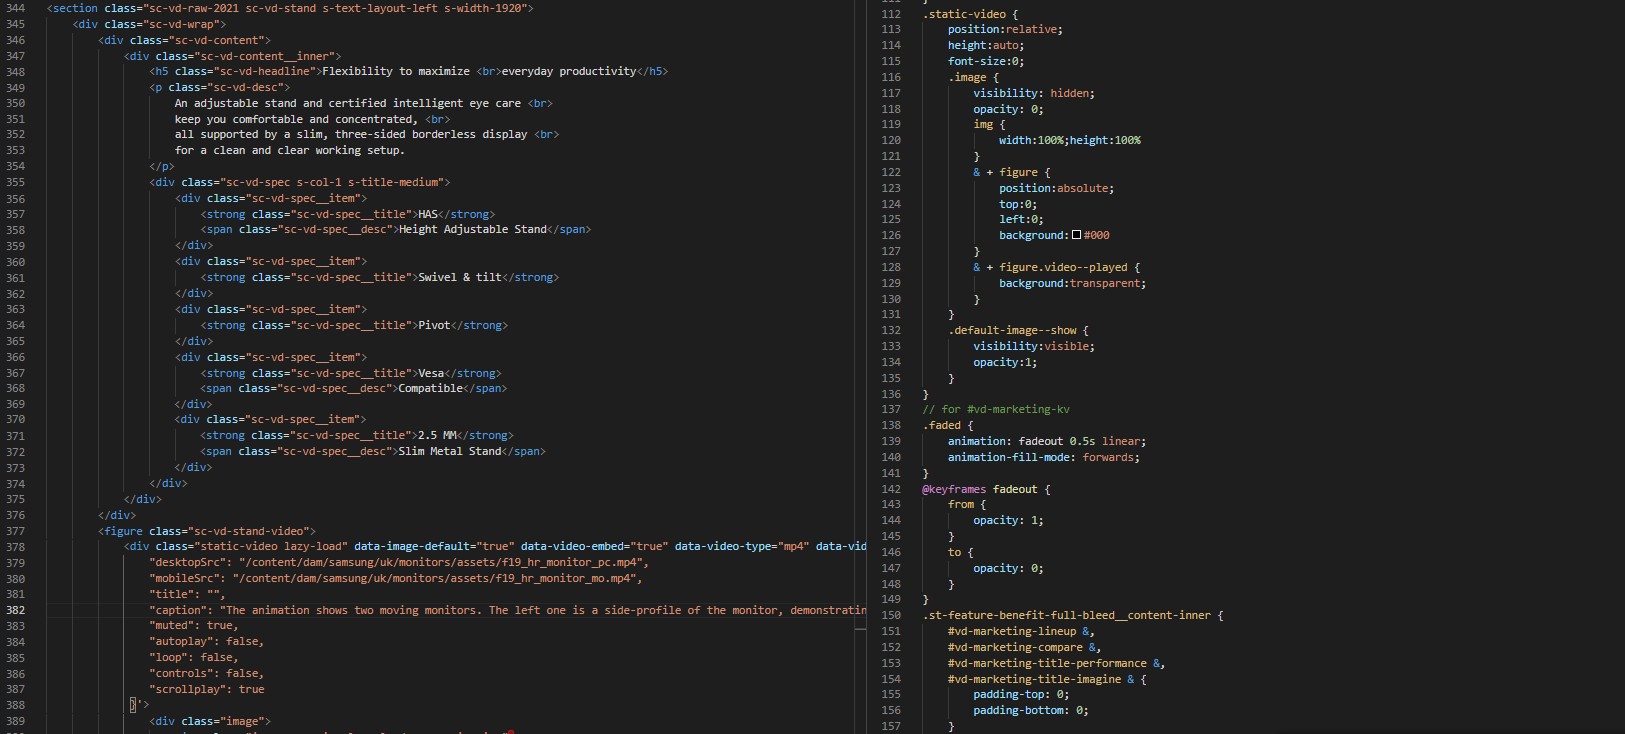 344 <section class="sc-vd-raw-2021 sc-vd-stand s-text-layout-left s-width-1920">
345 <div class="sc-vd-wrap">
346 <div class="sc-vd-content">
347 <div class="sc-vd-content__inner">
348 <h5 class="sc-vd-headline">Flexibility to maximize <br>everyday productivity</h5>
349 <p class="sc-vd-desc">
350 An adjustable stand and certified intelligent eye care <br>
351 keep you comfortable and concentrated, <br>
352 all supported by a slim, three-sided borderless display <br>
353 for a clean and clear working setup.
354 </p>
355 <div class="sc-vd-spec s-col-1 s-title-medium">
356 <div class="sc-vd-spec__item">
357 <strong class="sc-vd-spec__title">HAS</strong>
358 <span class="sc-vd-spec__desc">Height Adjustable Stand</span>
359 </div>
360 <div class="sc-vd-spec__item">
361 <strong class="sc-vd-spec__title">Swivel & tilt</strong>
362 </div>
363 <div class="sc-vd-spec__item">
364 <strong class="sc-vd-spec__title">Pivot</strong>
365 </div>
366 <div class="sc-vd-spec__item">
367 <strong class="sc-vd-spec__title">Vesa</strong>
368 <span class="sc-vd-spec__desc">Compatible</span>
369 </div>
370 <div class="sc-vd-spec__item">
371 <strong class="sc-vd-spec__title">2.5 MM</strong>
372 <span class="sc-vd-spec__desc">Slim Metal Stand</span>
373 </div>
374 </div>
375 </div>
376 </div>
377 <figure class="sc-vd-stand-video">
378 <div class="static-video lazy-load" data-image-default="true" data-video-embed="true" data-video-type="mp4" data-vid
379 "desktopSrc": "/content/dam/samsung/uk/monitors/assets/f19_hr_monitor_pc.mp4",
380 "mobileSrc": "/content/dam/samsung/uk/monitors/assets/f19_hr_monitor_mo.mp4",
381 "title": "",
382 "caption": "The animation shows two moving monitors. The left one is a side-profile of the monitor, demonstratin
383 "muted": true,
384 "autoplay": false,
385 "loop": false,
386 "controls": false,
387 "scrollplay": true
388 }'>
389 <div class="image">
112 .static-video {
113 position:relative;
114 height:auto;
115 font-size:0;
116 .image {
117 visibility: hidden;
118 opacity: 0;
119 img {
120 width:100%;height:100%
121 }
122 & + figure {
123 position:absolute;
124 top:0;
125 left:0;
126 background:#000
127 }
128 & + figure.video--played {
129 background:transparent;
130 }
131 }
132 .default-image--show {
133 visibility:visible;
134 opacity:1;
135 }
136 }
137 // for #vd-marketing-kv
138 .faded {
139 animation: fadeout 0.5s linear;
140 animation-fill-mode: forwards;
141 }
142 @keyframes fadeout {
143 from {
144 opacity: 1;
145 }
146 to {
147 opacity: 0;
148 }
149 }
150 .st-feature-benefit-full-bleed__content-inner {
151 #vd-marketing-lineup &,
152 #vd-marketing-compare &,
153 #vd-marketing-title-performance &,
154 #vd-marketing-title-imagine & {
155 padding-top: 0;
156 padding-bottom: 0;
157 }